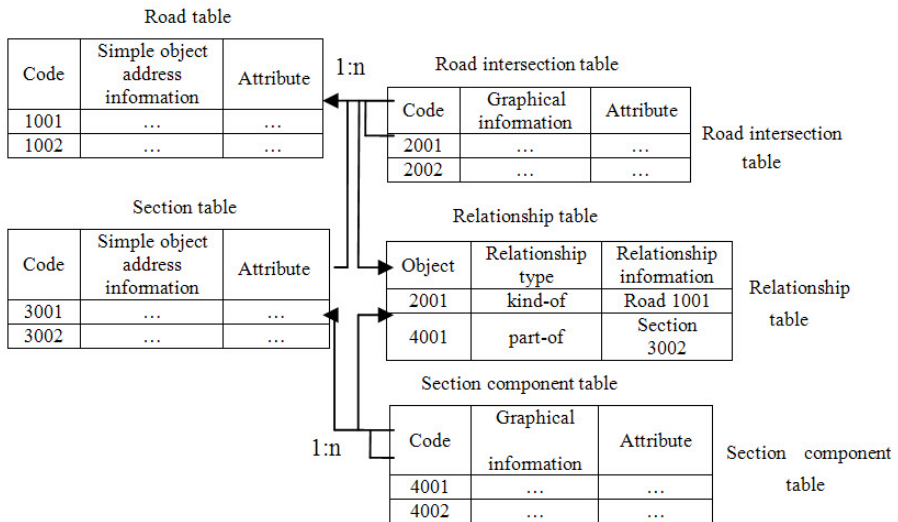 Road table
Code
Simple object
address
information
Attribute
1001 … …
1002 … …
1:n
Road intersection table
Code
Graphical
information
Attribute
2001 … …
2002 … …
Road intersection
table
Section table
Code
Simple object
address
information
Attribute
3001 … …
3002 … …
Relationship table
Object
Relationship
type
Relationship
information
2001 kind-of Road 1001
4001 part-of Section
3002
Relationship
table
Section component table
1:n
Code
Graphical
information
Attribute
4001 … …
4002 … …
Section component
table